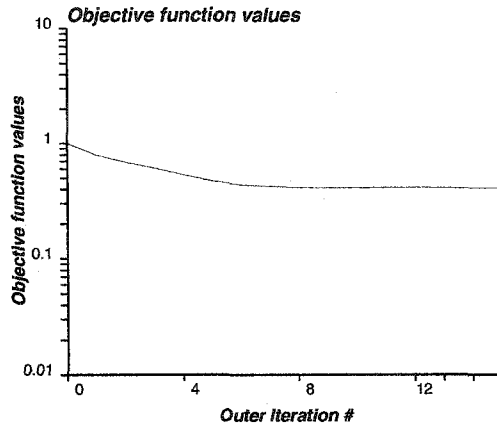 Objective function values
10
1
0.1
0.01
Objective function values
0
4
8
12
Outer Iteration #